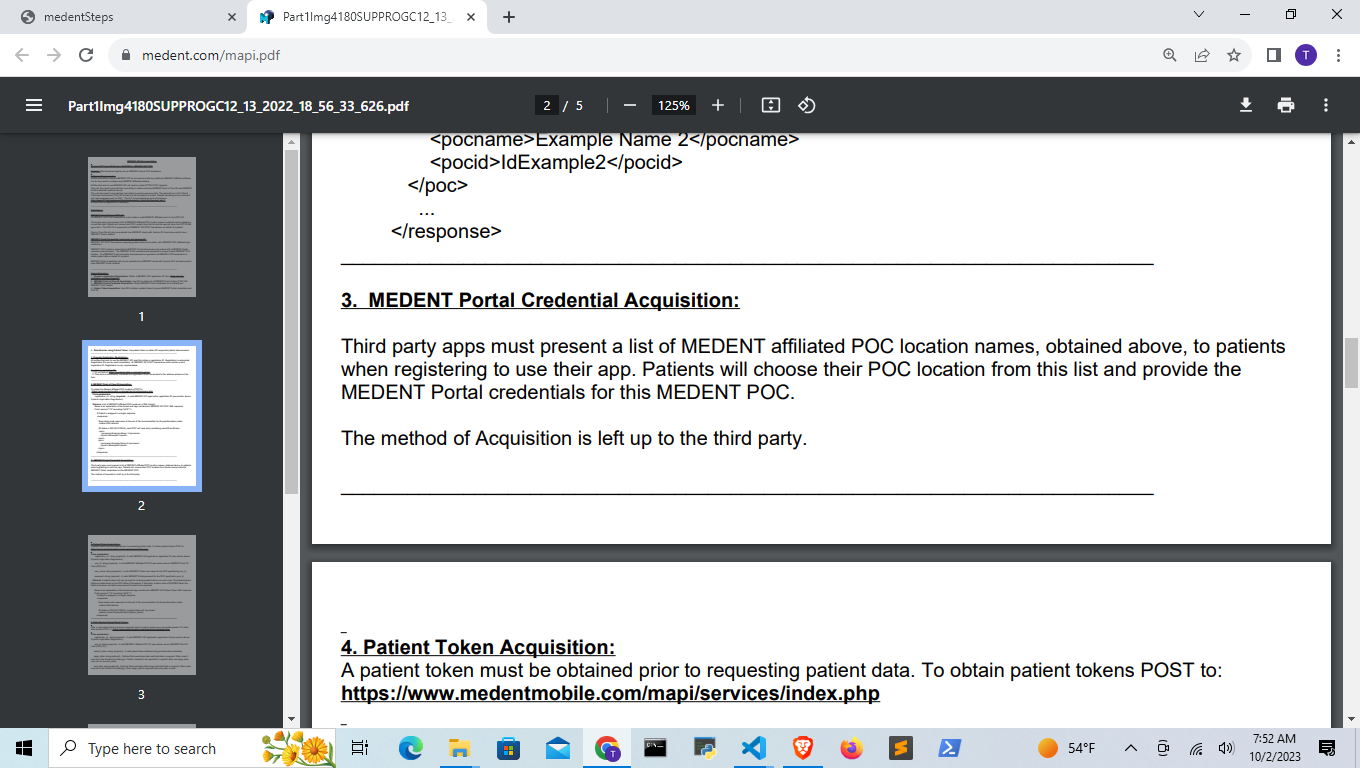 medentSteps
Part1Img4180SUPPROGC12_13_
medent.com/mapi.pdf
T
Part1Img4180SUPPROGC12_13_2022_18_56_33_626.pdf
2 / 5
125%
<pocname>Example Name 2</pocname>
<pocid>IdExample2</pocid>
</poc>
...
</response>
3. MEDENT Portal Credential Acquisition:
Third party apps must present a list of MEDENT affiliated POC location names, obtained above, to patients
when registering to use their app. Patients will choose their POC location from this list and provide the
MEDENT Portal credentials for this MEDENT POC.
The method of Acquisition is left up to the third party.
4. Patient Token Acquisition:
A patient token must be obtained prior to requesting patient data. To obtain patient tokens POST to:
https://www.medentmobile.com/mapi/services/index.php
1
2
3
Type here to search
54°F
7:52 AM
10/2/2023